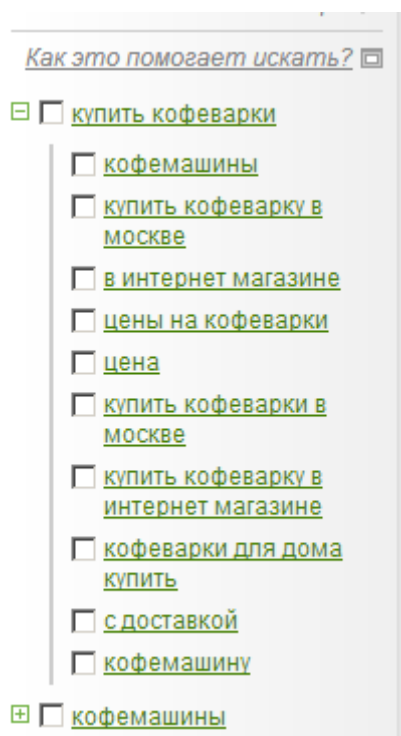 Как это помогает искать?
купить кофеварки
кофемашины
купить кофеварку в
москве
в интернет магазине
цены на кофеварки
цена
купить кофеварки в
москве
купить кофеварку в
интернет магазине
кофеварки для дома
купить
с доставкой
кофемашину
кофемашины